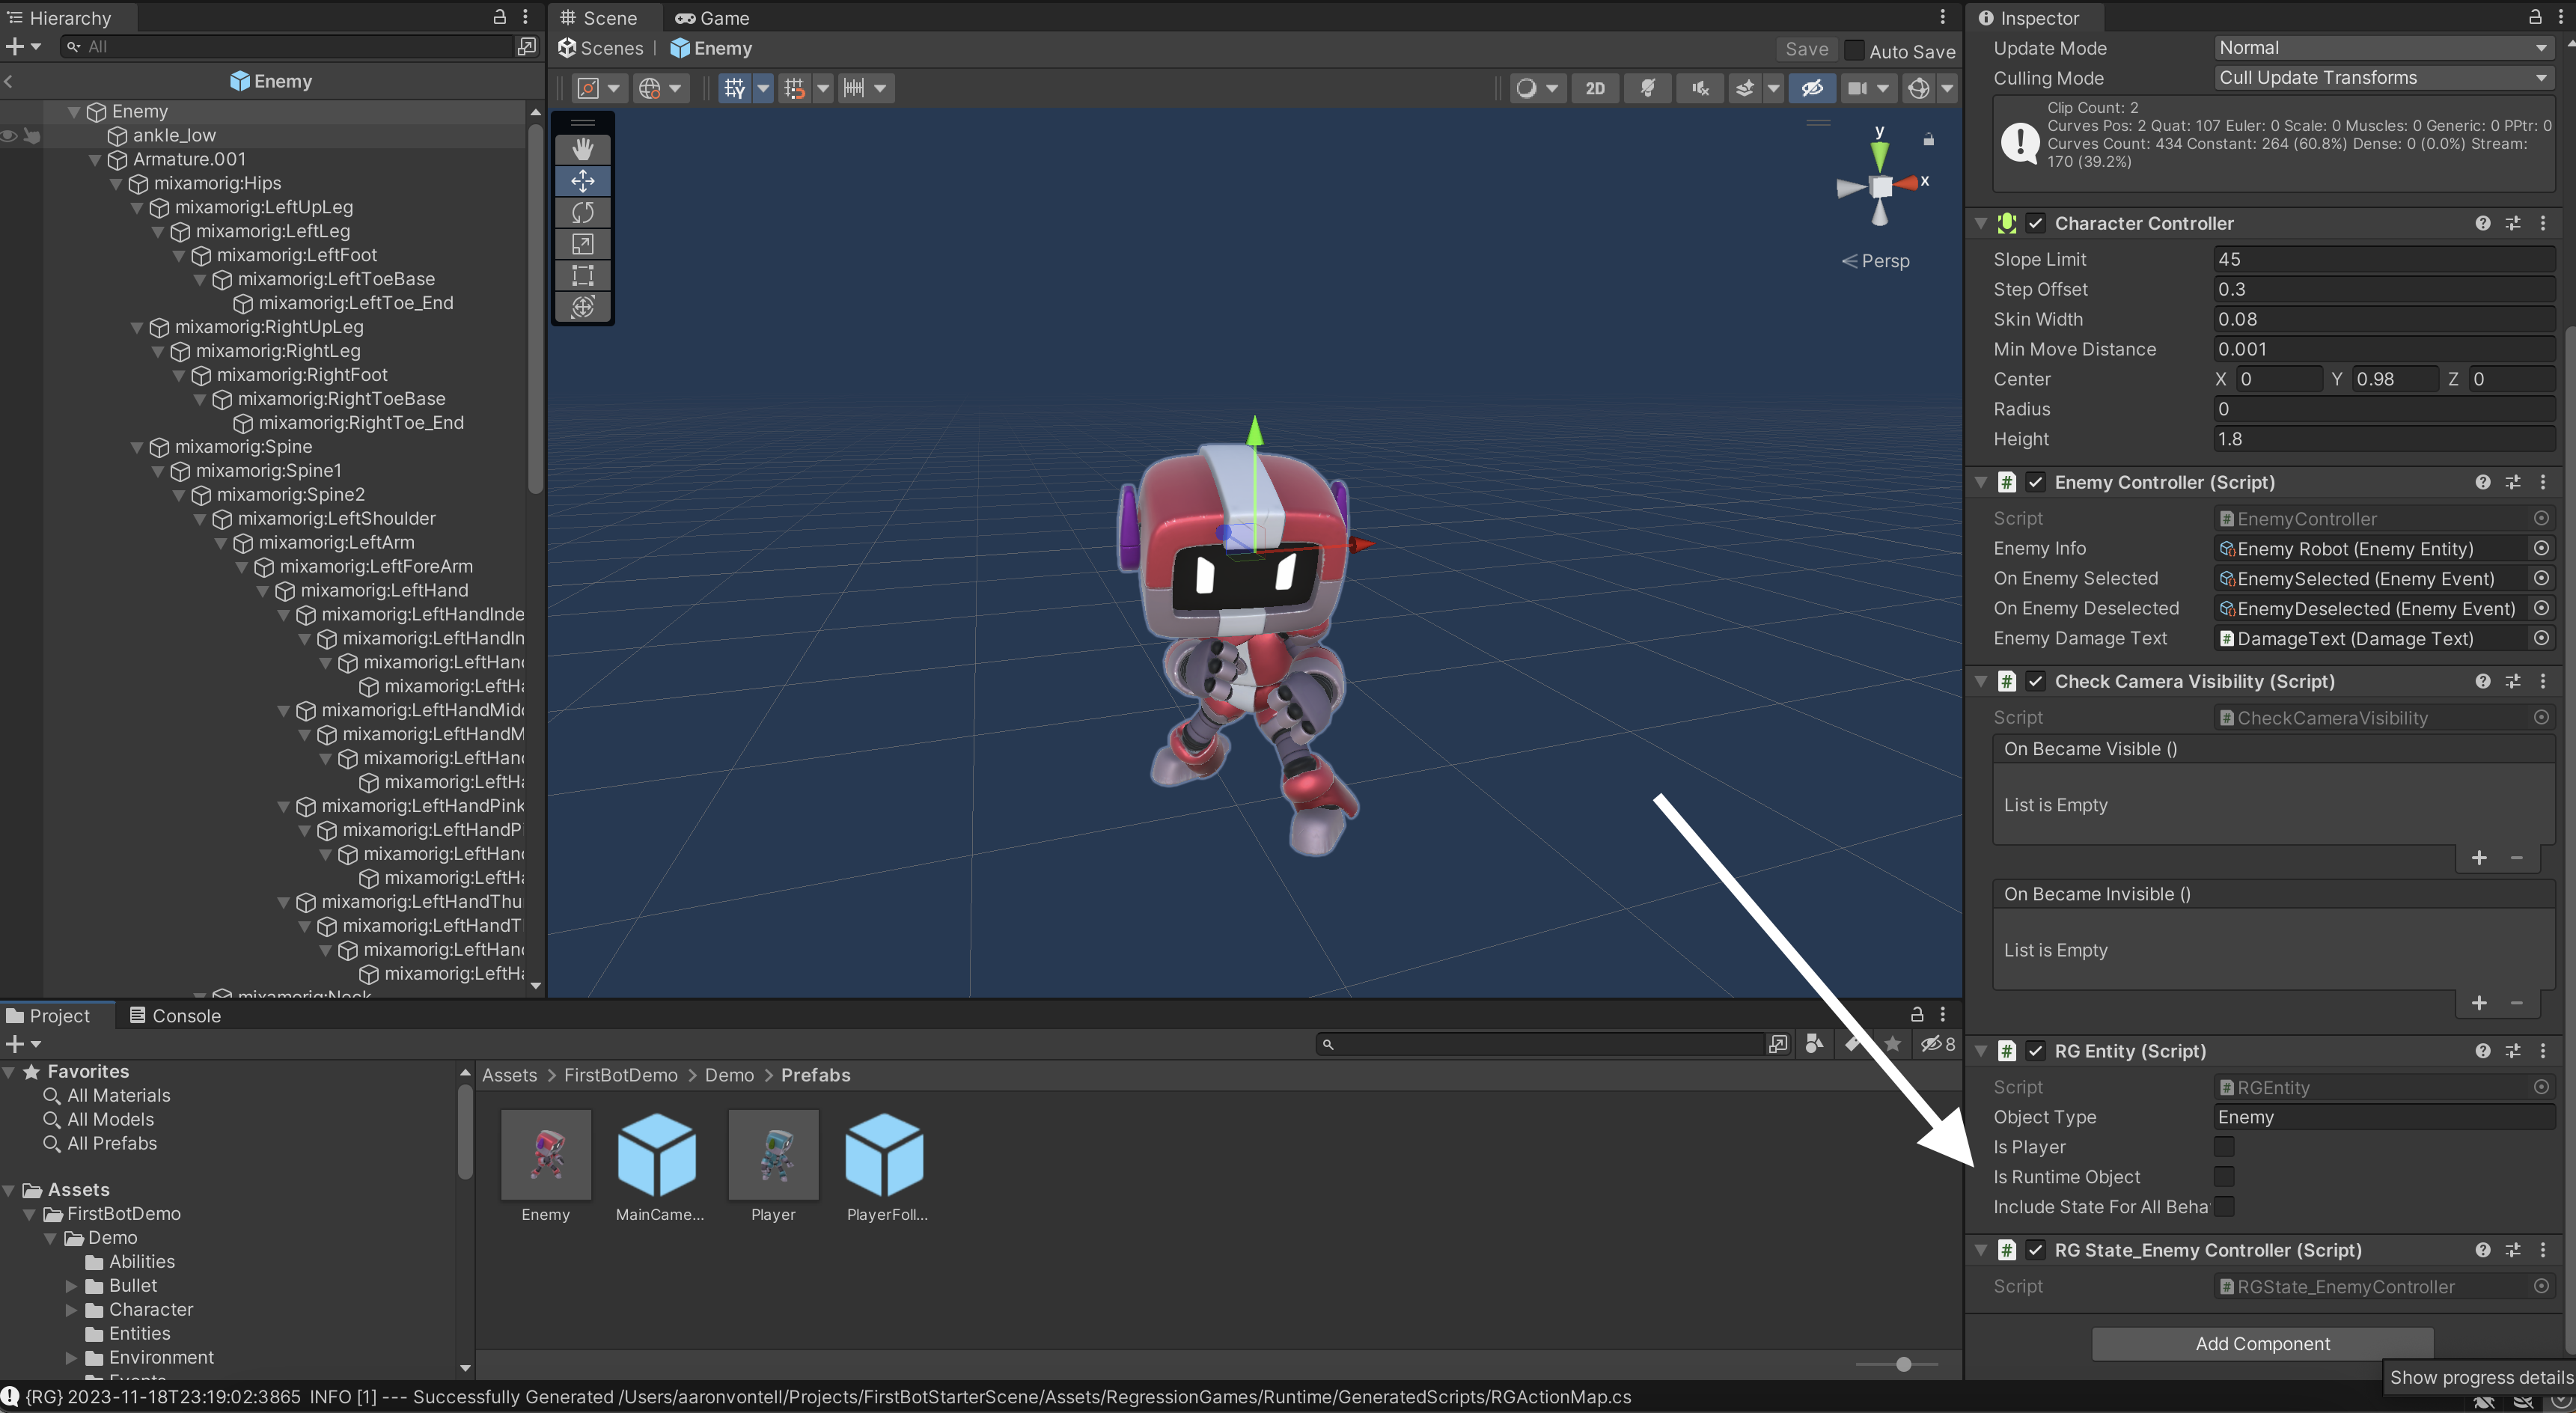 Hierarchy
All
Enemy
Enemy
ankle_low
Armature.001
mixamorig:Hips
mixamorig:LeftUpLeg
mixamorig:LeftLeg
mixamorig:LeftFoot
mixamorig:LeftToeBase
mixamorig:LeftToe_End
mixamorig:RightUpLeg
mixamorig:RightLeg
mixamorig:RightFoot
mixamorig:RightToeBase
mixamorig:RightToe_End
mixamorig:Spine
mixamorig:Spine1
mixamorig:Spine2
mixamorig:LeftShoulder
mixamorig:LeftArm
mixamorig:LeftForeArm
mixamorig:LeftHand
mixamorig:LeftHandInde
mixamorig:LeftHandIn
mixamorig:LeftHand
mixamorig:LeftHa
mixamorig:LeftHandMidd
mixamorig:LeftHandM
mixamorig:LeftHand
mixamorig:LeftHa
mixamorig:LeftHandPink
mixamorig:LeftHandP
mixamorig:LeftHand
mixamorig:LeftHa
mixamorig:LeftHandThu
mixamorig:LeftHandT
mixamorig:LeftHand
mixamorig:LeftHa
mixamorig:Neck
Scene Game
Scenes | Enemy
Save Auto Save
2D
y
x
Persp
Inspector
Update Mode Normal
Culling Mode Cull Update Transforms
Clip Count: 2
Curves Pos: 2 Quat: 107 Euler: 0 Scale: 0 Muscles: 0 Generic: 0 PPtr: 0
Curves Count: 434 Constant: 264 (60.8%) Dense: 0 (0.0%) Stream:
170 (39.2%)
Character Controller
Slope Limit 45
Step Offset 0.3
Skin Width 0.08
Min Move Distance 0.001
Center X 0 Y 0.98 Z 0
Radius 0
Height 1.8
Enemy Controller (Script)
Script EnemyController
Enemy Info Enemy Robot (Enemy Entity)
On Enemy Selected EnemySelected (Enemy Event)
On Enemy Deselected EnemyDeselected (Enemy Event)
Enemy Damage Text DamageText (Damage Text)
Check Camera Visibility (Script)
Script CheckCameraVisibility
On Became Visible ()
List is Empty
On Became Invisible ()
List is Empty
RG Entity (Script)
Script RGEntity
Object Type Enemy
Is Player
Is Runtime Object
Include State For All Beha
RG State_Enemy Controller (Script)
Script RGState_EnemyController
Add Component
Show progress details
Project Console
8
Favorites
All Materials
All Models
All Prefabs
Assets
FirstBotDemo
Demo
Abilities
Bullet
Character
Entities
Environment
Events
Assets > FirstBotDemo > Demo > Prefabs
Enemy MainCame... Player PlayerFoll...
{RG} 2023-11-18T23:19:02:3865 INFO [1] --- Successfully Generated /Users/aaronvontell/Projects/FirstBotStarterScene/Assets/RegressionGames/Runtime/GeneratedScripts/RGActionMap.cs